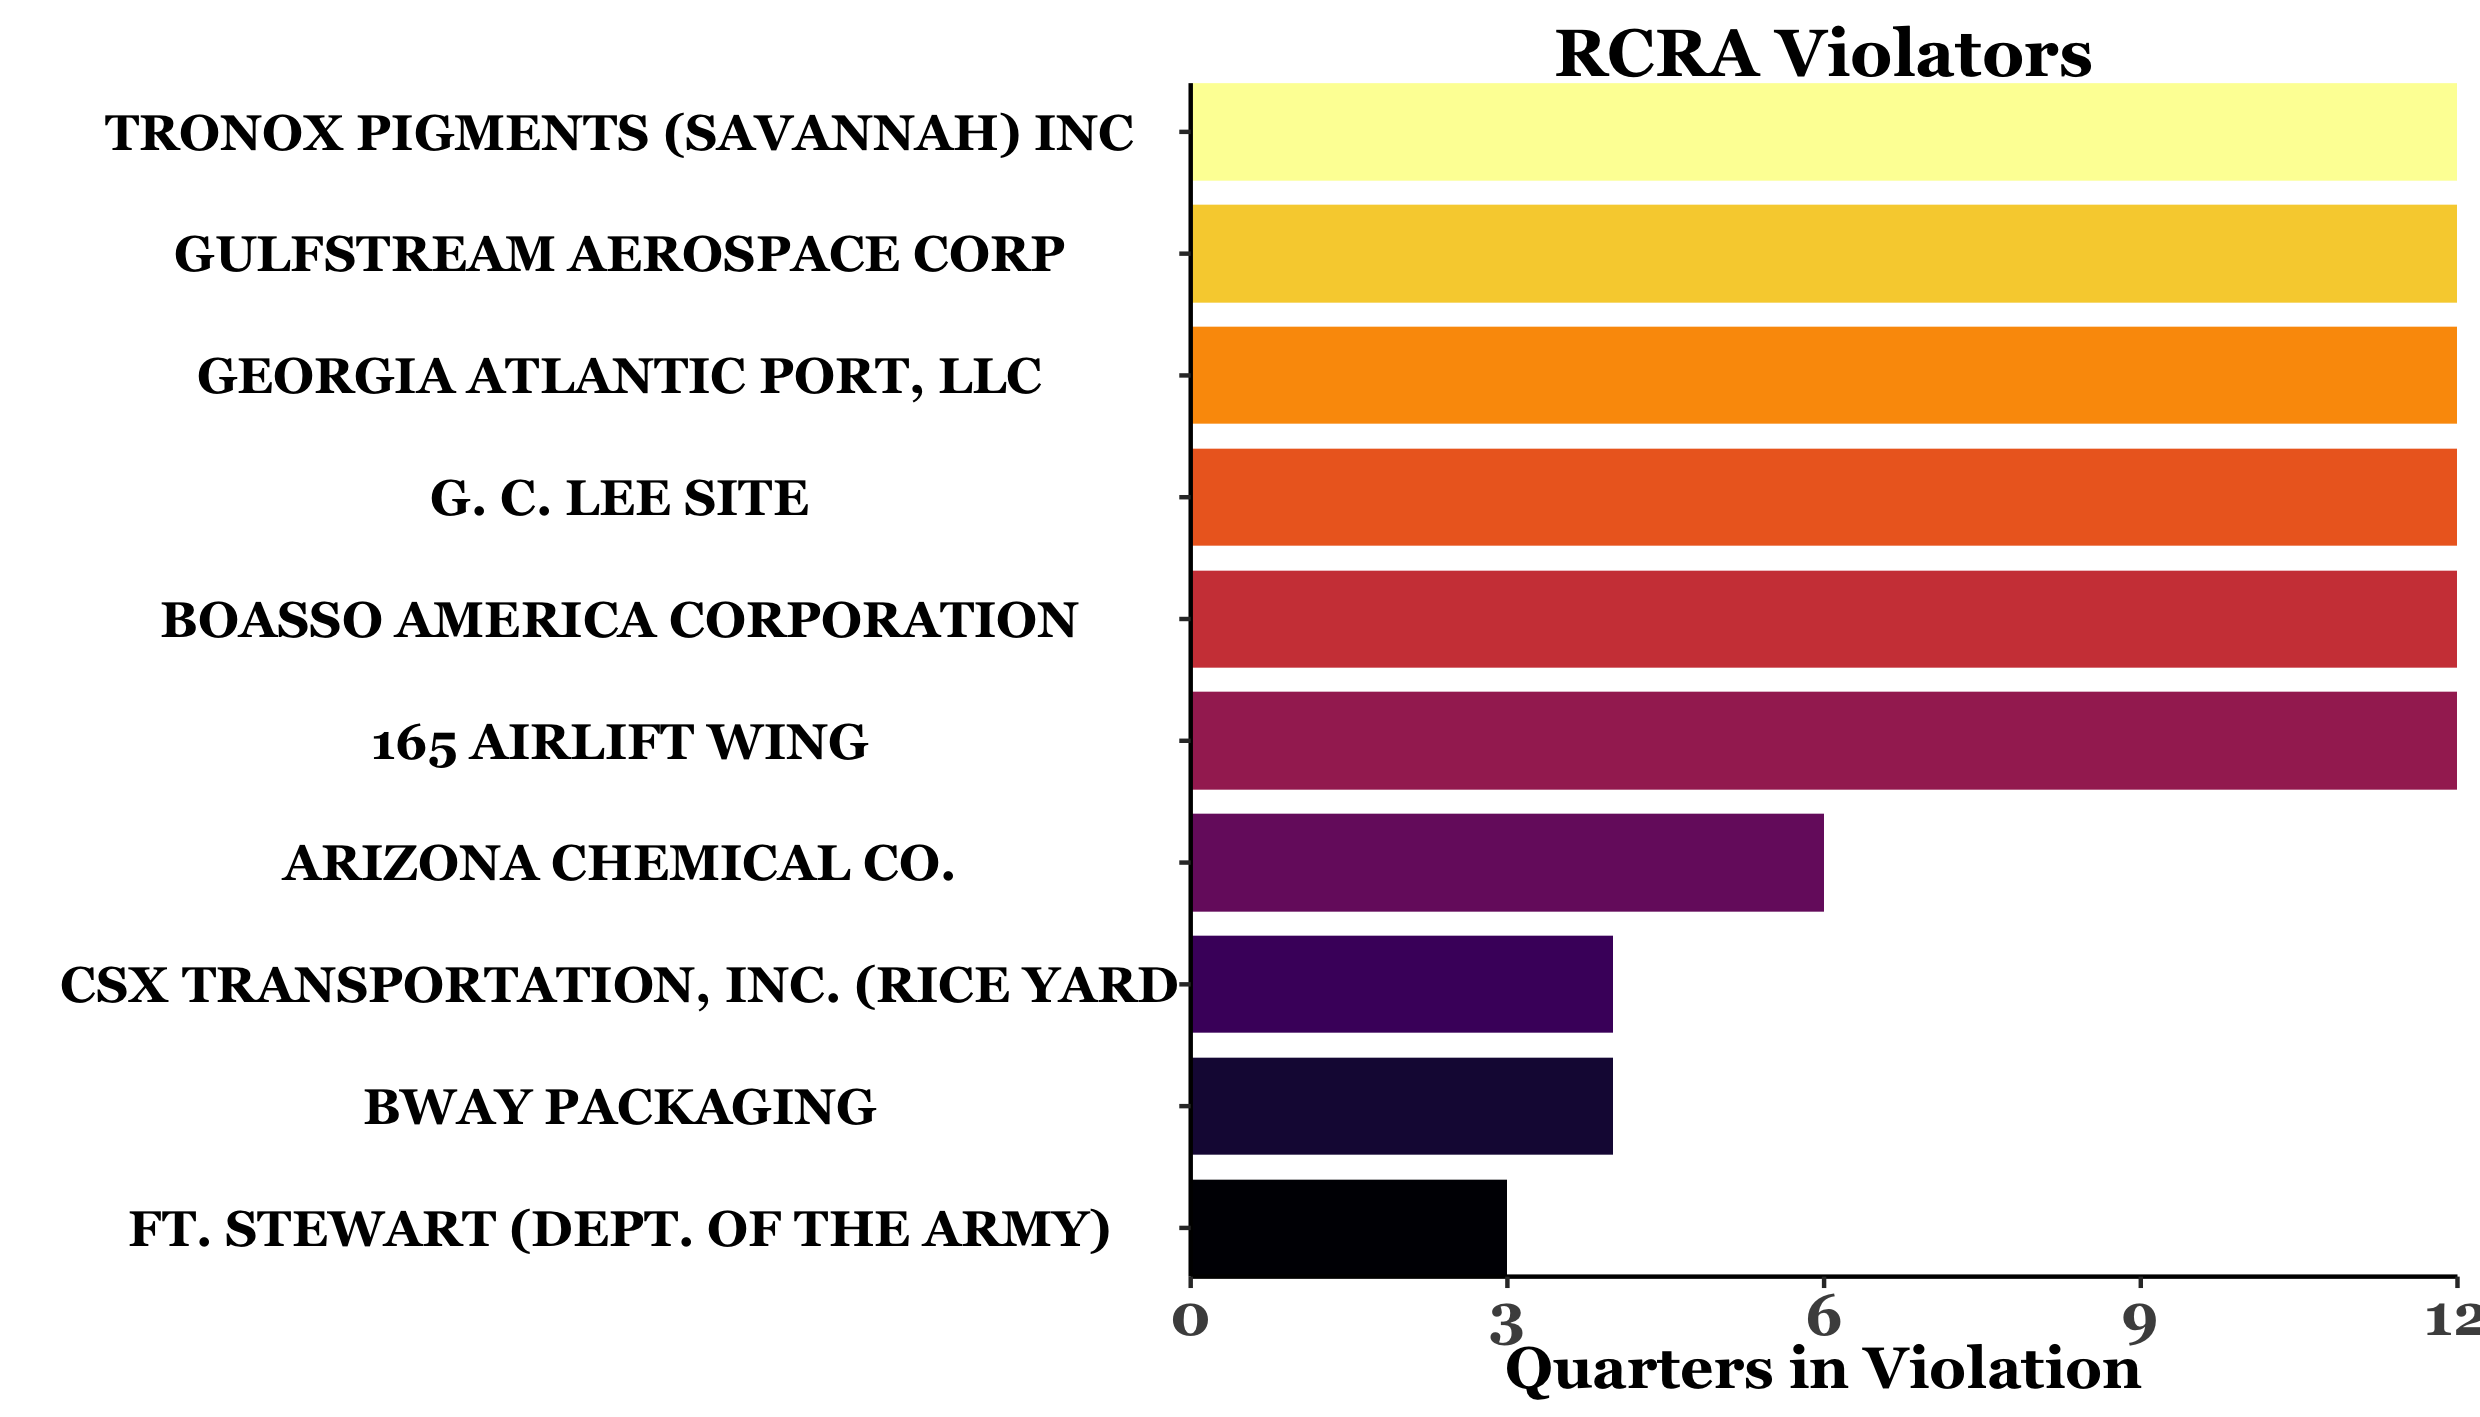 RCRA Violators
TRONOX PIGMENTS (SAVANNAH) INC
GULFSTREAM AEROSPACE CORP
GEORGIA ATLANTIC PORT, LLC
G. C. LEE SITE
BOASSO AMERICA CORPORATION
165 AIRLIFT WING
ARIZONA CHEMICAL CO.
CSX TRANSPORTATION, INC. (RICE YARD
BWAY PACKAGING
FT. STEWART (DEPT. OF THE ARMY)
0 3 6 9 12
Quarters in Violation